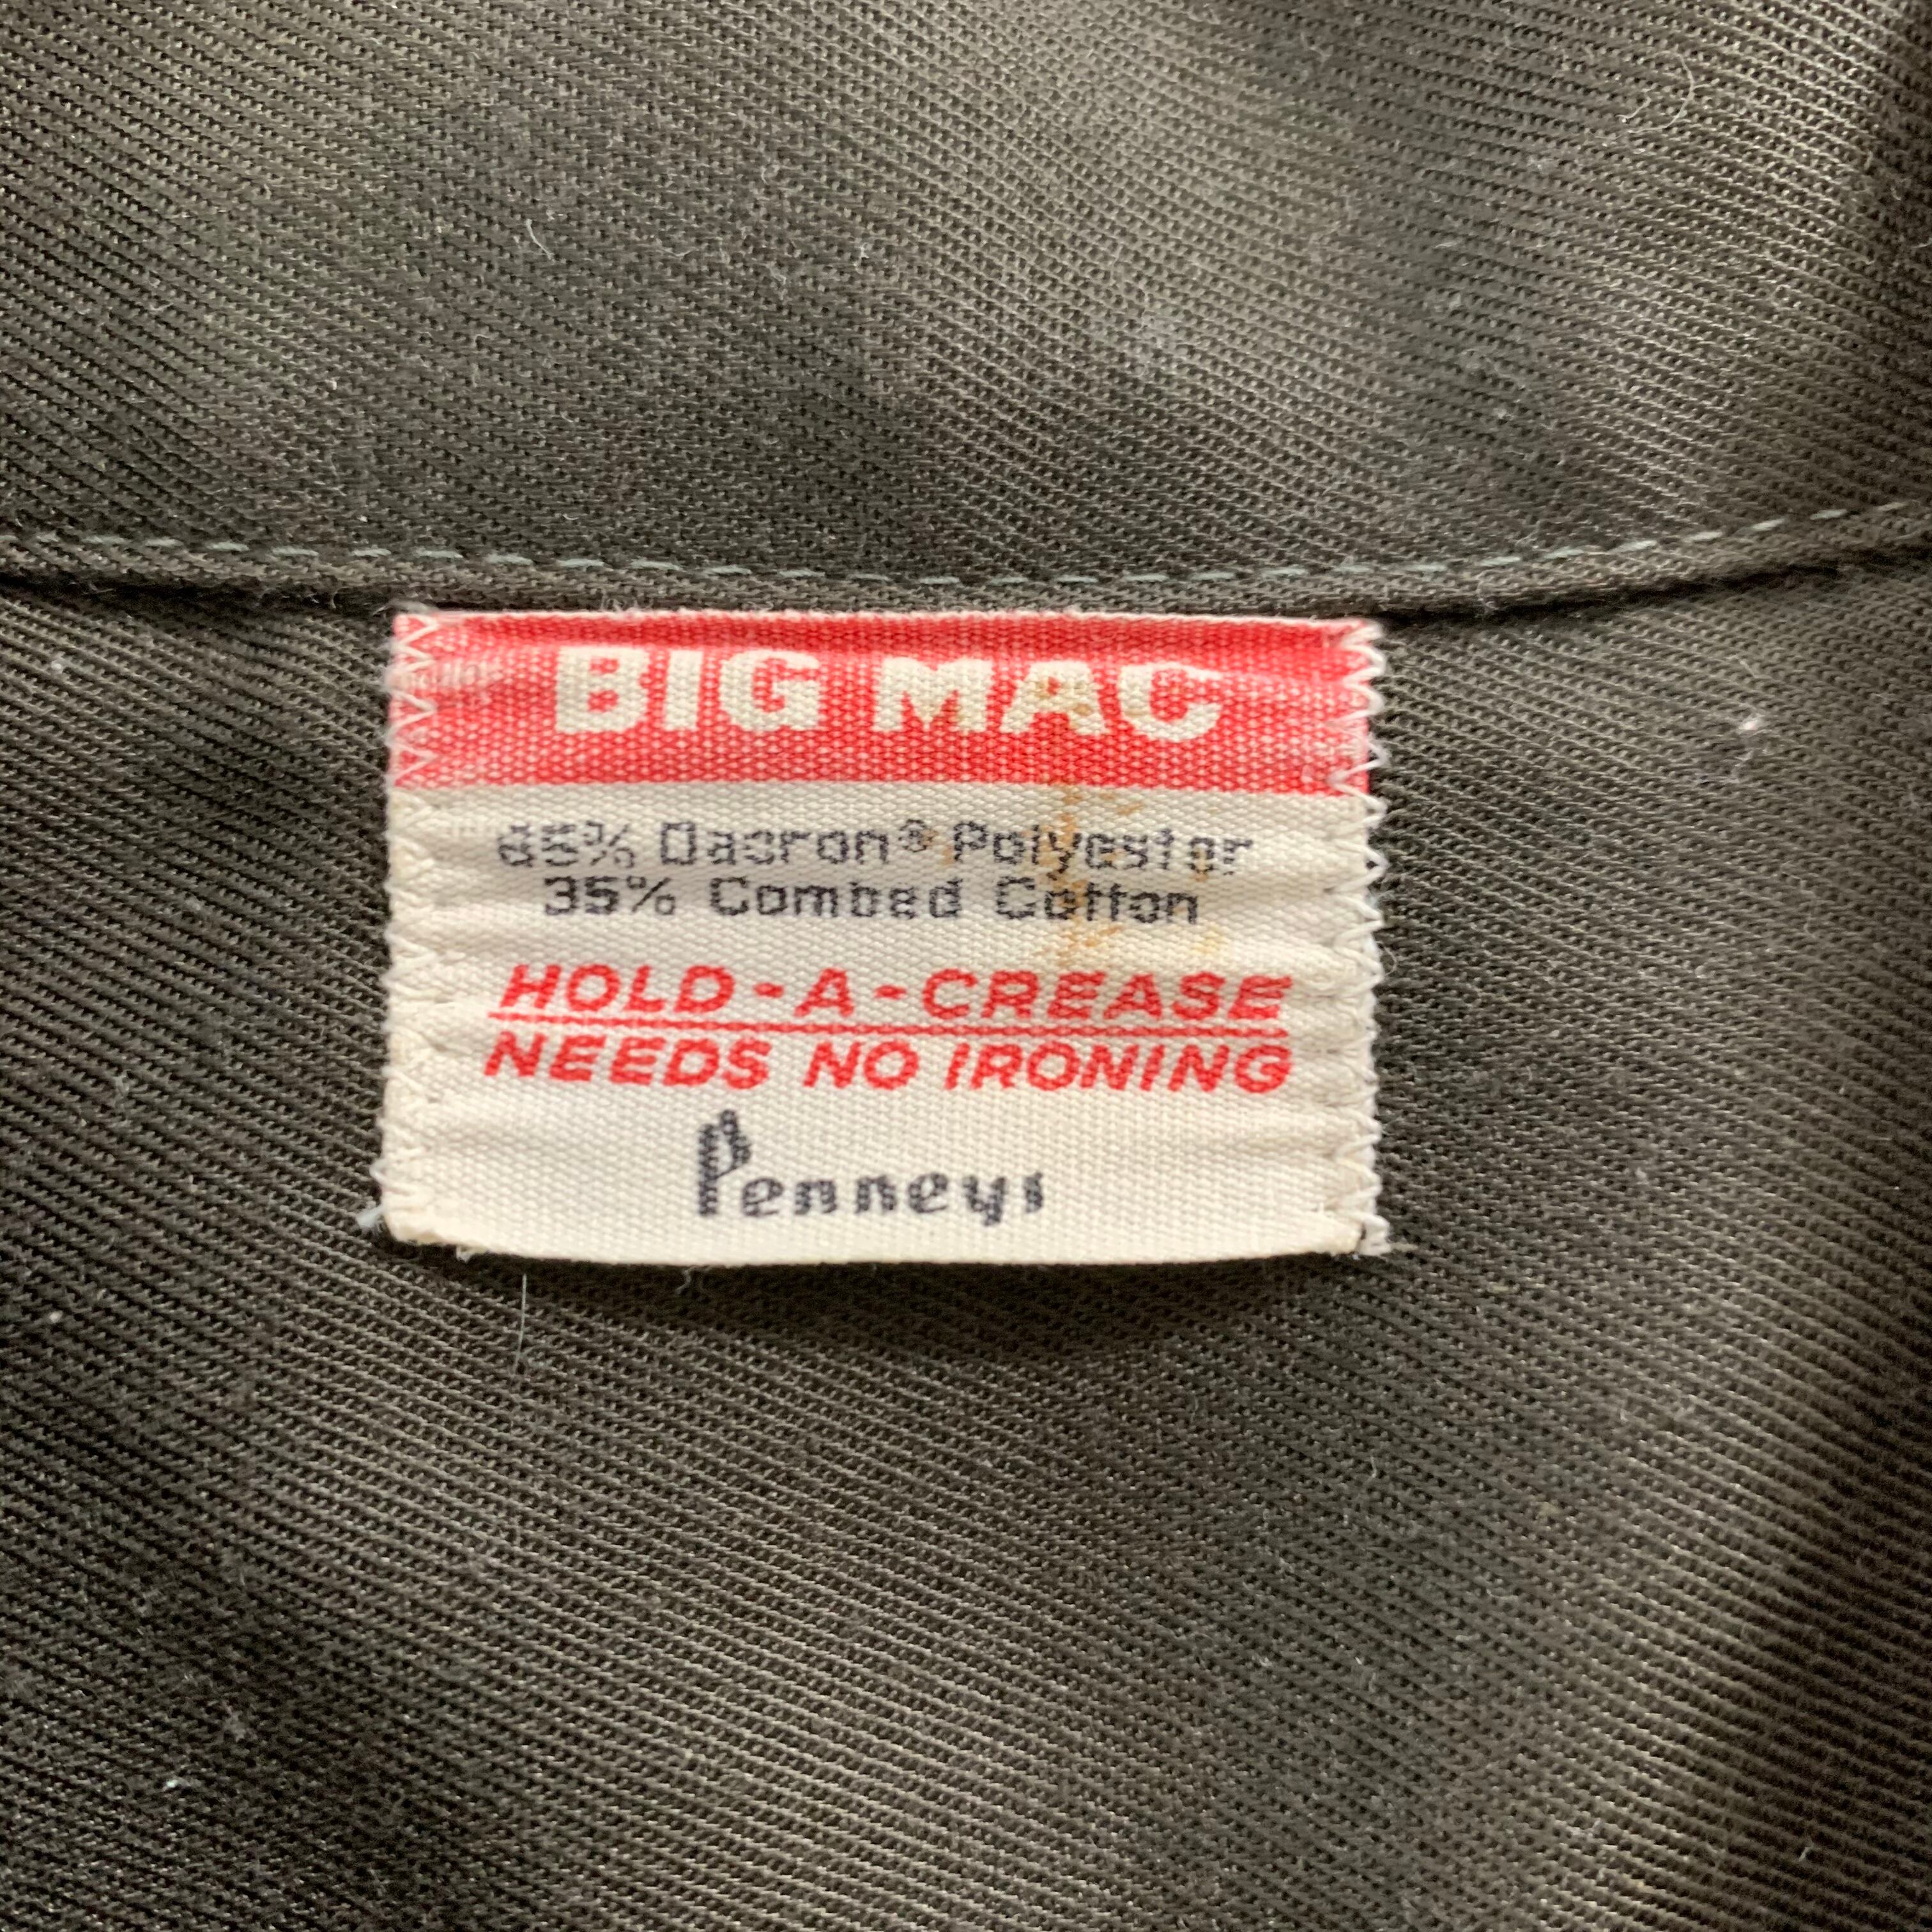 BIG MAC
65% Dacron® Polyester
35% Combed Cotton
HOLD-A-CREASE
NEEDS NO IRONING
Penneys